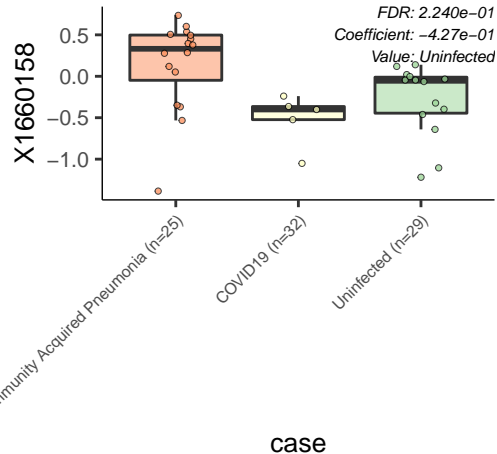 FDR: 2.240e−01
Coefficient: −4.27e−01
Value: Uninfected
X1660158
0.5
0.0
−0.5
−1.0
Acquired Pneumonia (n=25)
COVID19 (n=32)
Uninfected (n=29)
case